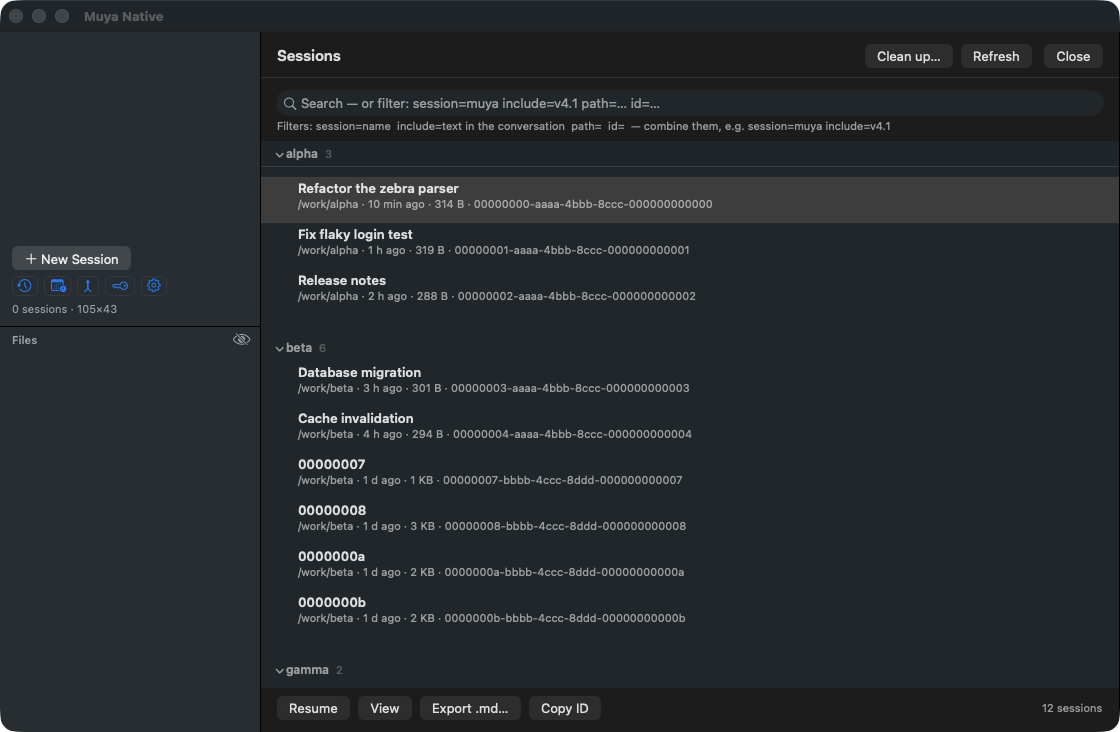 Muya Native
Sessions
Clean up...
Refresh
Close
Search — or filter: session=muya include=v4.1 path=... id=...
Filters: session=name include=text in the conversation path= id= — combine them, e.g. session=muya include=v4.1
alpha 3
Refactor the zebra parser
/work/alpha · 10 min ago · 314 B · 00000000-aaaa-4bbb-8ccc-000000000000
Fix flaky login test
/work/alpha · 1 h ago · 319 B · 00000001-aaaa-4bbb-8ccc-000000000001
Release notes
/work/alpha · 2 h ago · 288 B · 00000002-aaaa-4bbb-8ccc-000000000002
beta 6
Database migration
/work/beta · 3 h ago · 301 B · 00000003-aaaa-4bbb-8ccc-000000000003
Cache invalidation
/work/beta · 4 h ago · 294 B · 00000004-aaaa-4bbb-8ccc-000000000004
00000007
/work/beta · 1 d ago · 1 KB · 00000007-bbbb-4ccc-8ddd-000000000007
00000008
/work/beta · 1 d ago · 3 KB · 00000008-bbbb-4ccc-8ddd-000000000008
0000000a
/work/beta · 1 d ago · 2 KB · 0000000a-bbbb-4ccc-8ddd-00000000000a
0000000b
/work/beta · 1 d ago · 2 KB · 0000000b-bbbb-4ccc-8ddd-00000000000b
gamma 2
Resume
View
Export .md...
Copy ID
12 sessions
+ New Session
0 sessions · 105×43
Files